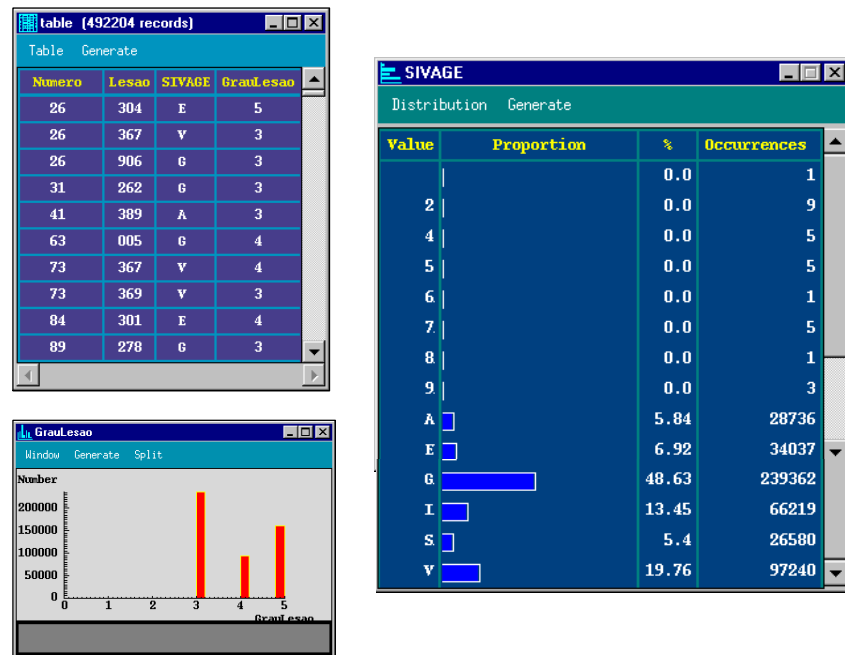 table (492204 records)
Table Generate
Numero Lesao SIVAGE GrauLesao
26 304 E 5
26 367 V 3
26 906 G 3
31 262 G 3
41 389 A 3
63 005 G 4
73 367 V 4
73 369 V 3
84 301 E 4
89 278 G 3
GrauLesao
Window Generate Split
Number
200000
150000
100000
50000
0
0 1 2 3 4 5
GrauLesao
SIVAGE
Distribution Generate
Value Proportion % Occurrences
0.0 1
2 0.0 9
4 0.0 5
5 0.0 5
6. 0.0 1
7. 0.0 5
8. 0.0 1
9. 0.0 3
A 5.84 28736
E 6.92 34037
G. 48.63 239362
I. 13.45 66219
S. 5.4 26580
V 19.76 97240